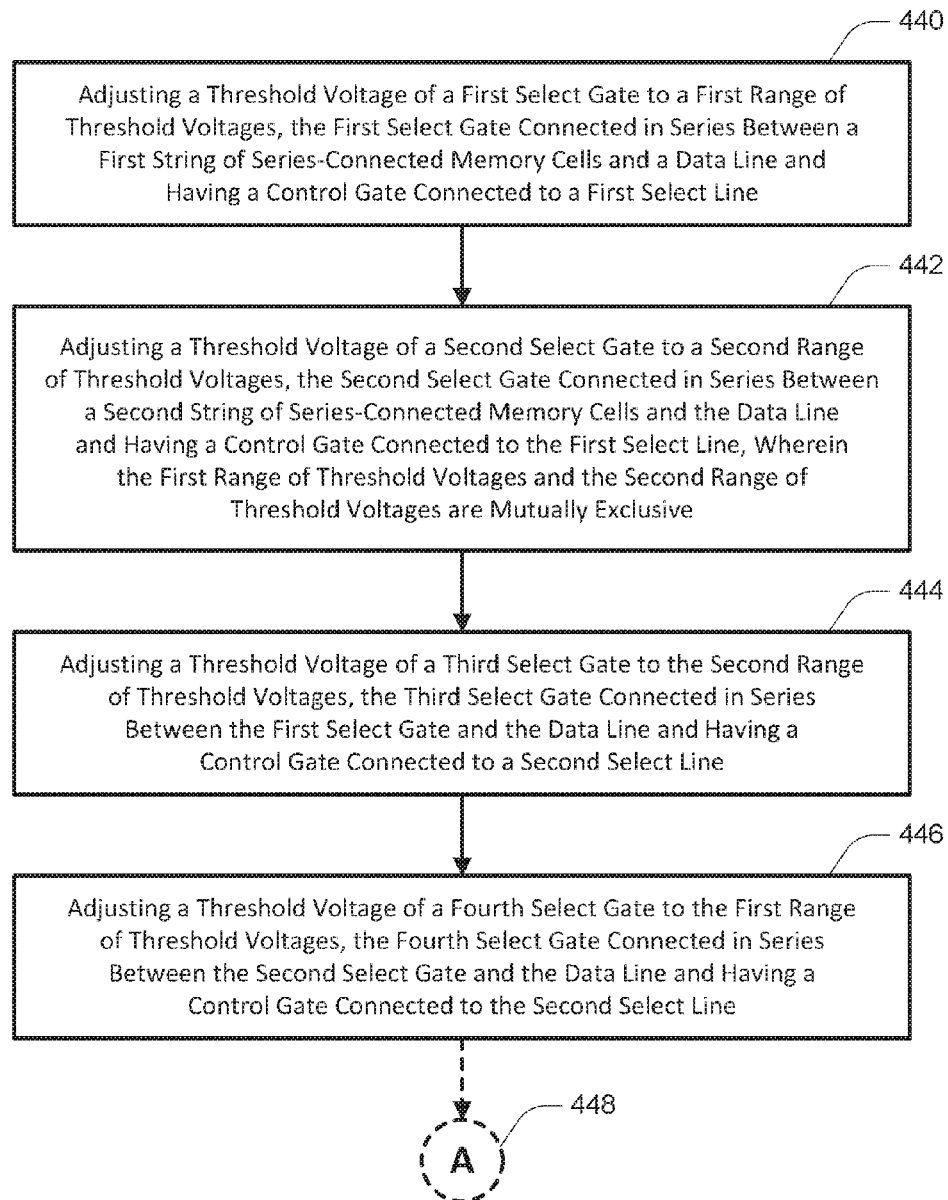 440
Adjusting a Threshold Voltage of a First Select Gate to a First Range of
Threshold Voltages, the First Select Gate Connected in Series Between a
First String of Series-Connected Memory Cells and a Data Line and
Having a Control Gate Connected to a First Select Line
442
Adjusting a Threshold Voltage of a Second Select Gate to a Second Range
of Threshold Voltages, the Second Select Gate Connected in Series Between
a Second String of Series-Connected Memory Cells and the Data Line
and Having a Control Gate Connected to the First Select Line, Wherein
the First Range of Threshold Voltages and the Second Range of
Threshold Voltages are Mutually Exclusive
444
Adjusting a Threshold Voltage of a Third Select Gate to the Second Range
of Threshold Voltages, the Third Select Gate Connected in Series
Between the First Select Gate and the Data Line and Having a
Control Gate Connected to a Second Select Line
446
Adjusting a Threshold Voltage of a Fourth Select Gate to the First Range
of Threshold Voltages, the Fourth Select Gate Connected in Series
Between the Second Select Gate and the Data Line and Having a
Control Gate Connected to the Second Select Line
448
A